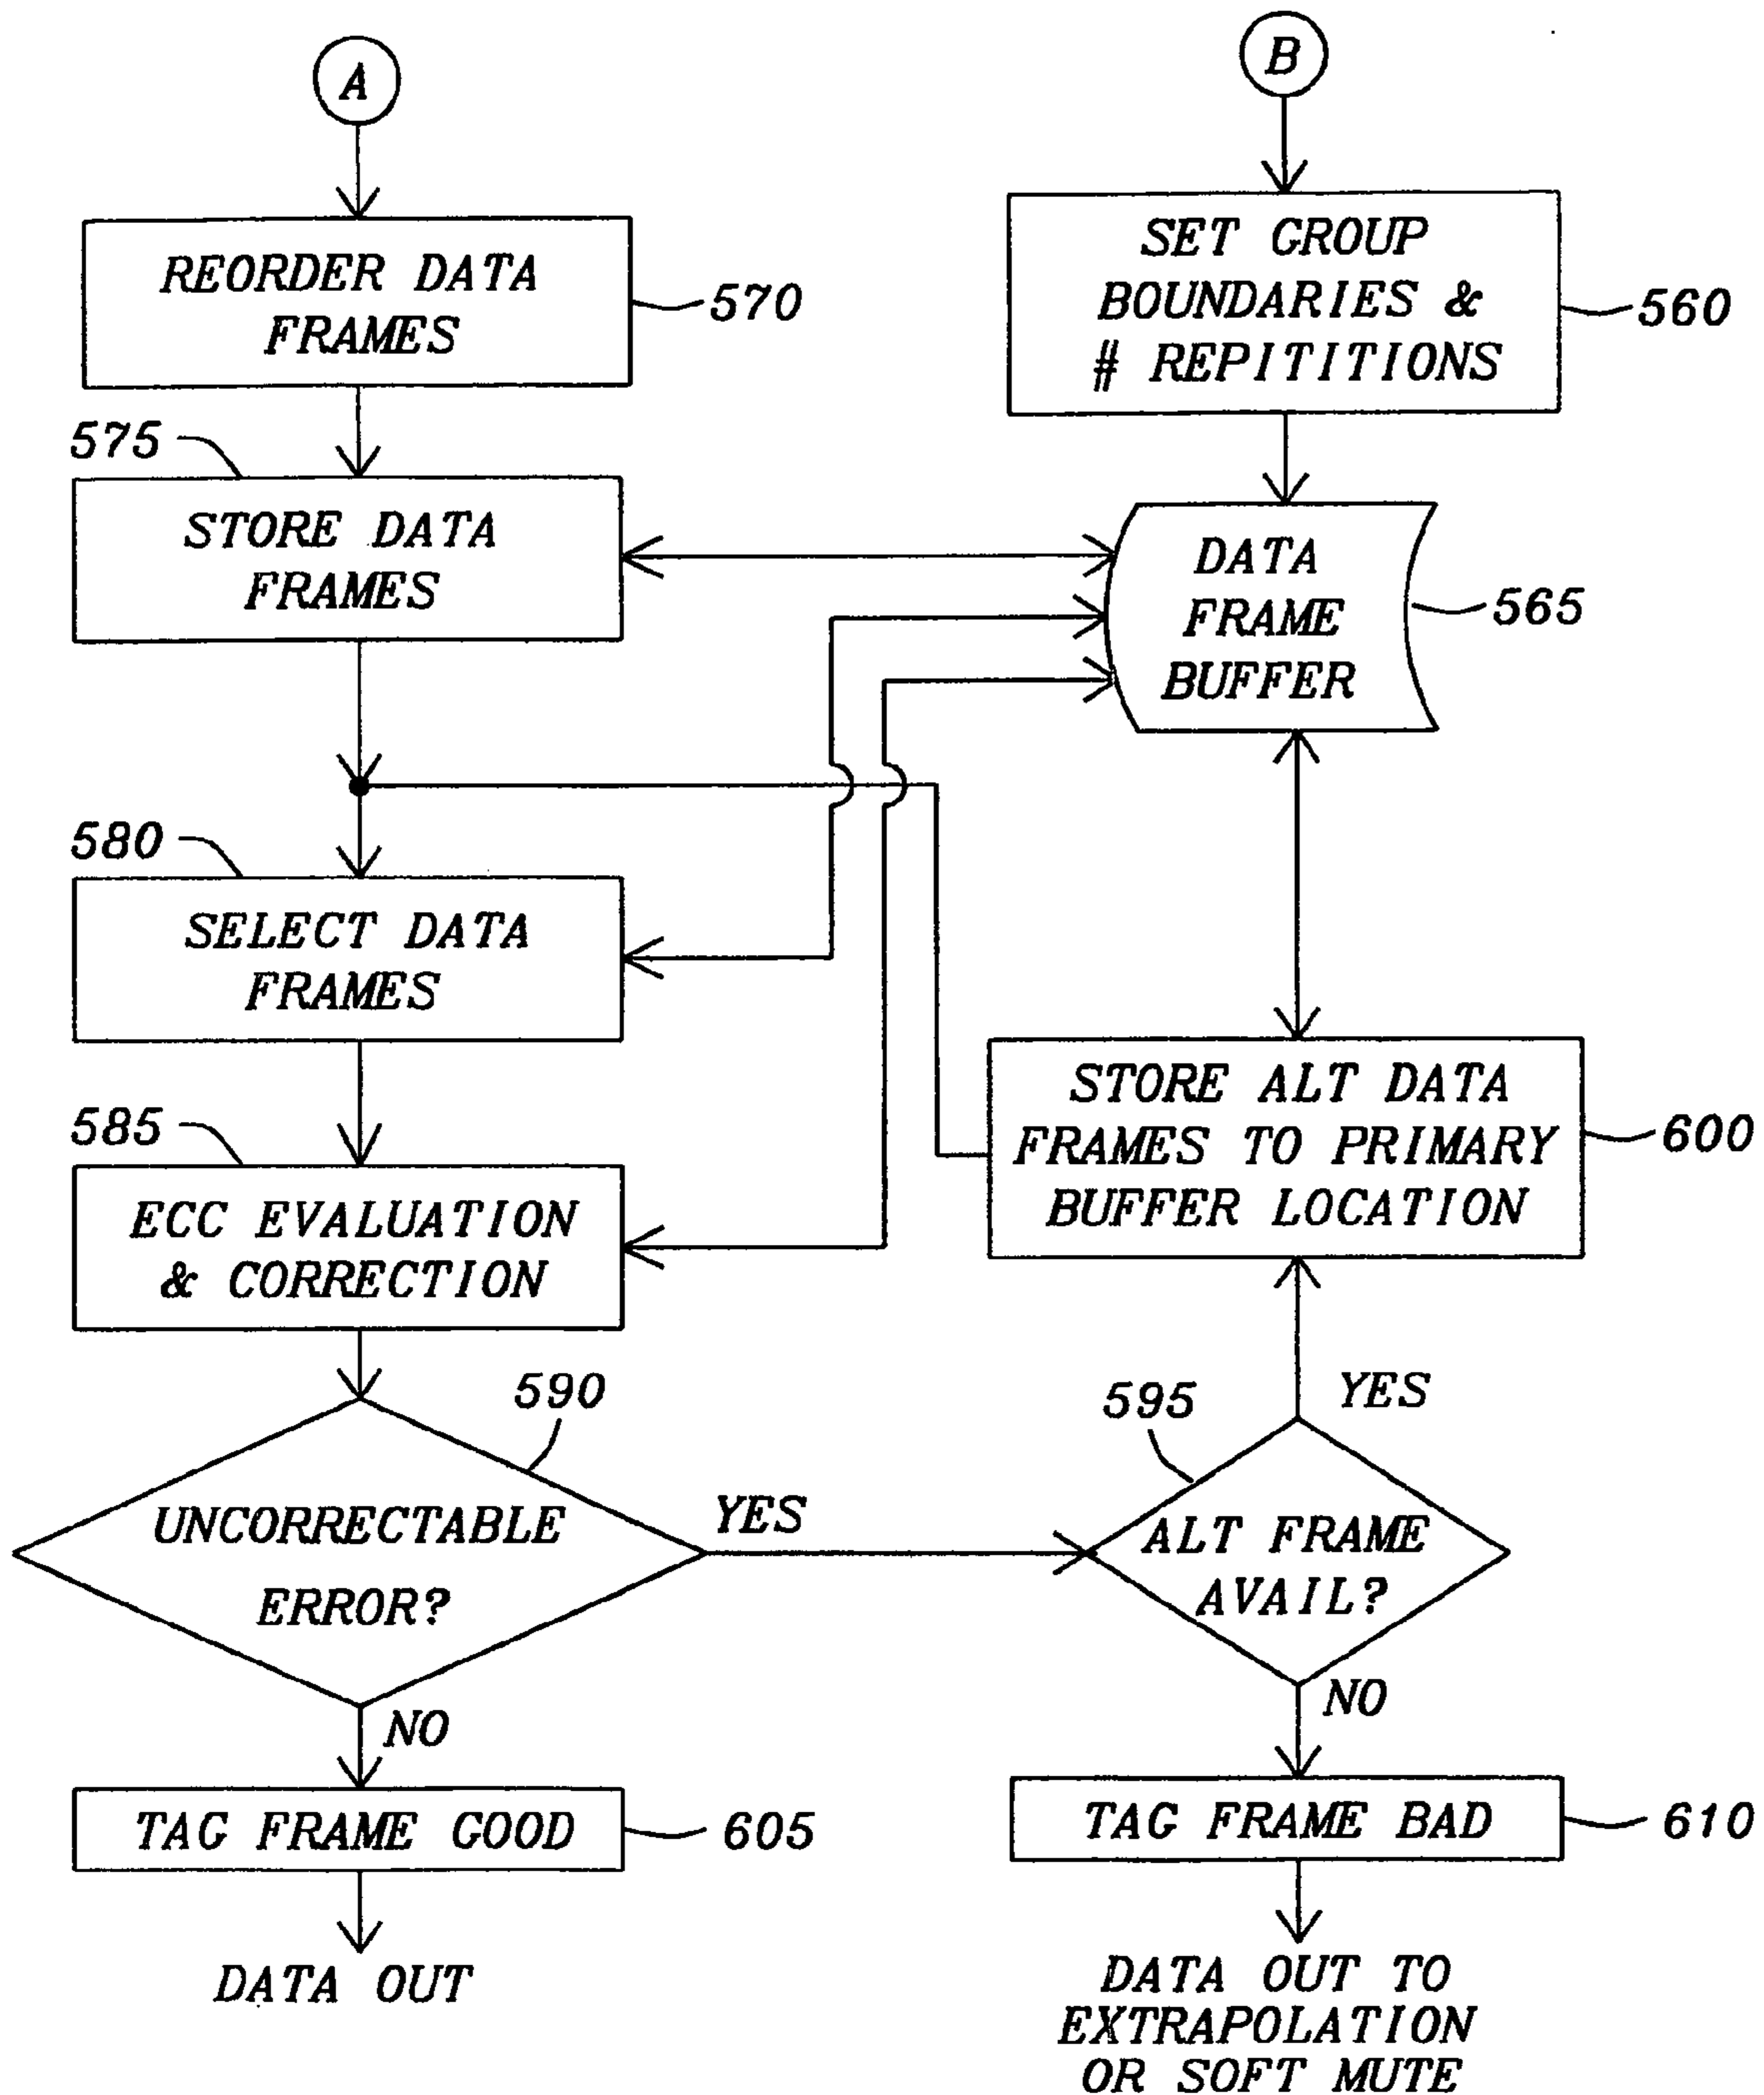 A
B
REORDER DATA
FRAMES
570
SET GROUP
BOUNDARIES &
# REPITITIONS
560
575
STORE DATA
FRAMES
DATA
FRAME
BUFFER
565
580
SELECT DATA
FRAMES
585
ECC EVALUATION
& CORRECTION
STORE ALT DATA
FRAMES TO PRIMARY
BUFFER LOCATION
600
590
UNCORRECTABLE
ERROR?
YES
NO
595
YES
ALT FRAME
AVAIL?
NO
TAG FRAME GOOD
605
TAG FRAME BAD
610
DATA OUT
DATA OUT TO
EXTRAPOLATION
OR SOFT MUTE